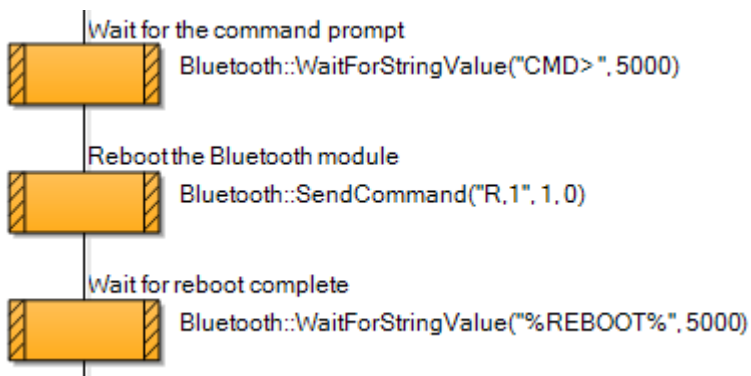 Wait for the command prompt
Bluetooth::WaitForStringValue("CMD> ", 5000)
Reboot the Bluetooth module
Bluetooth::SendCommand("R,1", 1, 0)
Wait for reboot complete
Bluetooth::WaitForStringValue("%REBOOT%", 5000)